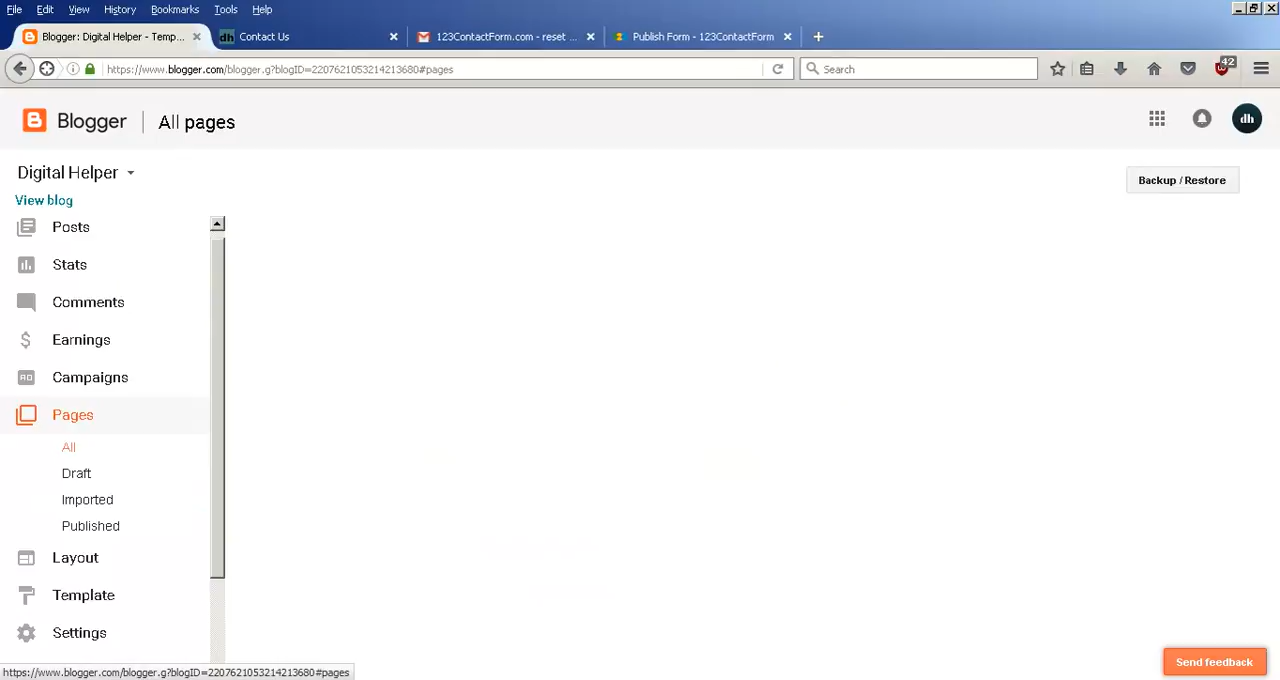 File Edit View History Bookmarks Tools Help
Blogger: Digital Helper - Temp...
dh Contact Us
123ContactForm.com - reset ...
Publish Form - 123ContactForm
https://www.blogger.com/blogger.g?blogID=2207621053214213680#pages
Search
42
Blogger
All pages
dh
Digital Helper
Backup / Restore
View blog
Posts
Stats
Comments
Earnings
Campaigns
Pages
All
Draft
Imported
Published
Layout
Template
Settings
Send feedback
https://www.blogger.com/blogger.g?blogID=2207621053214213680#pages